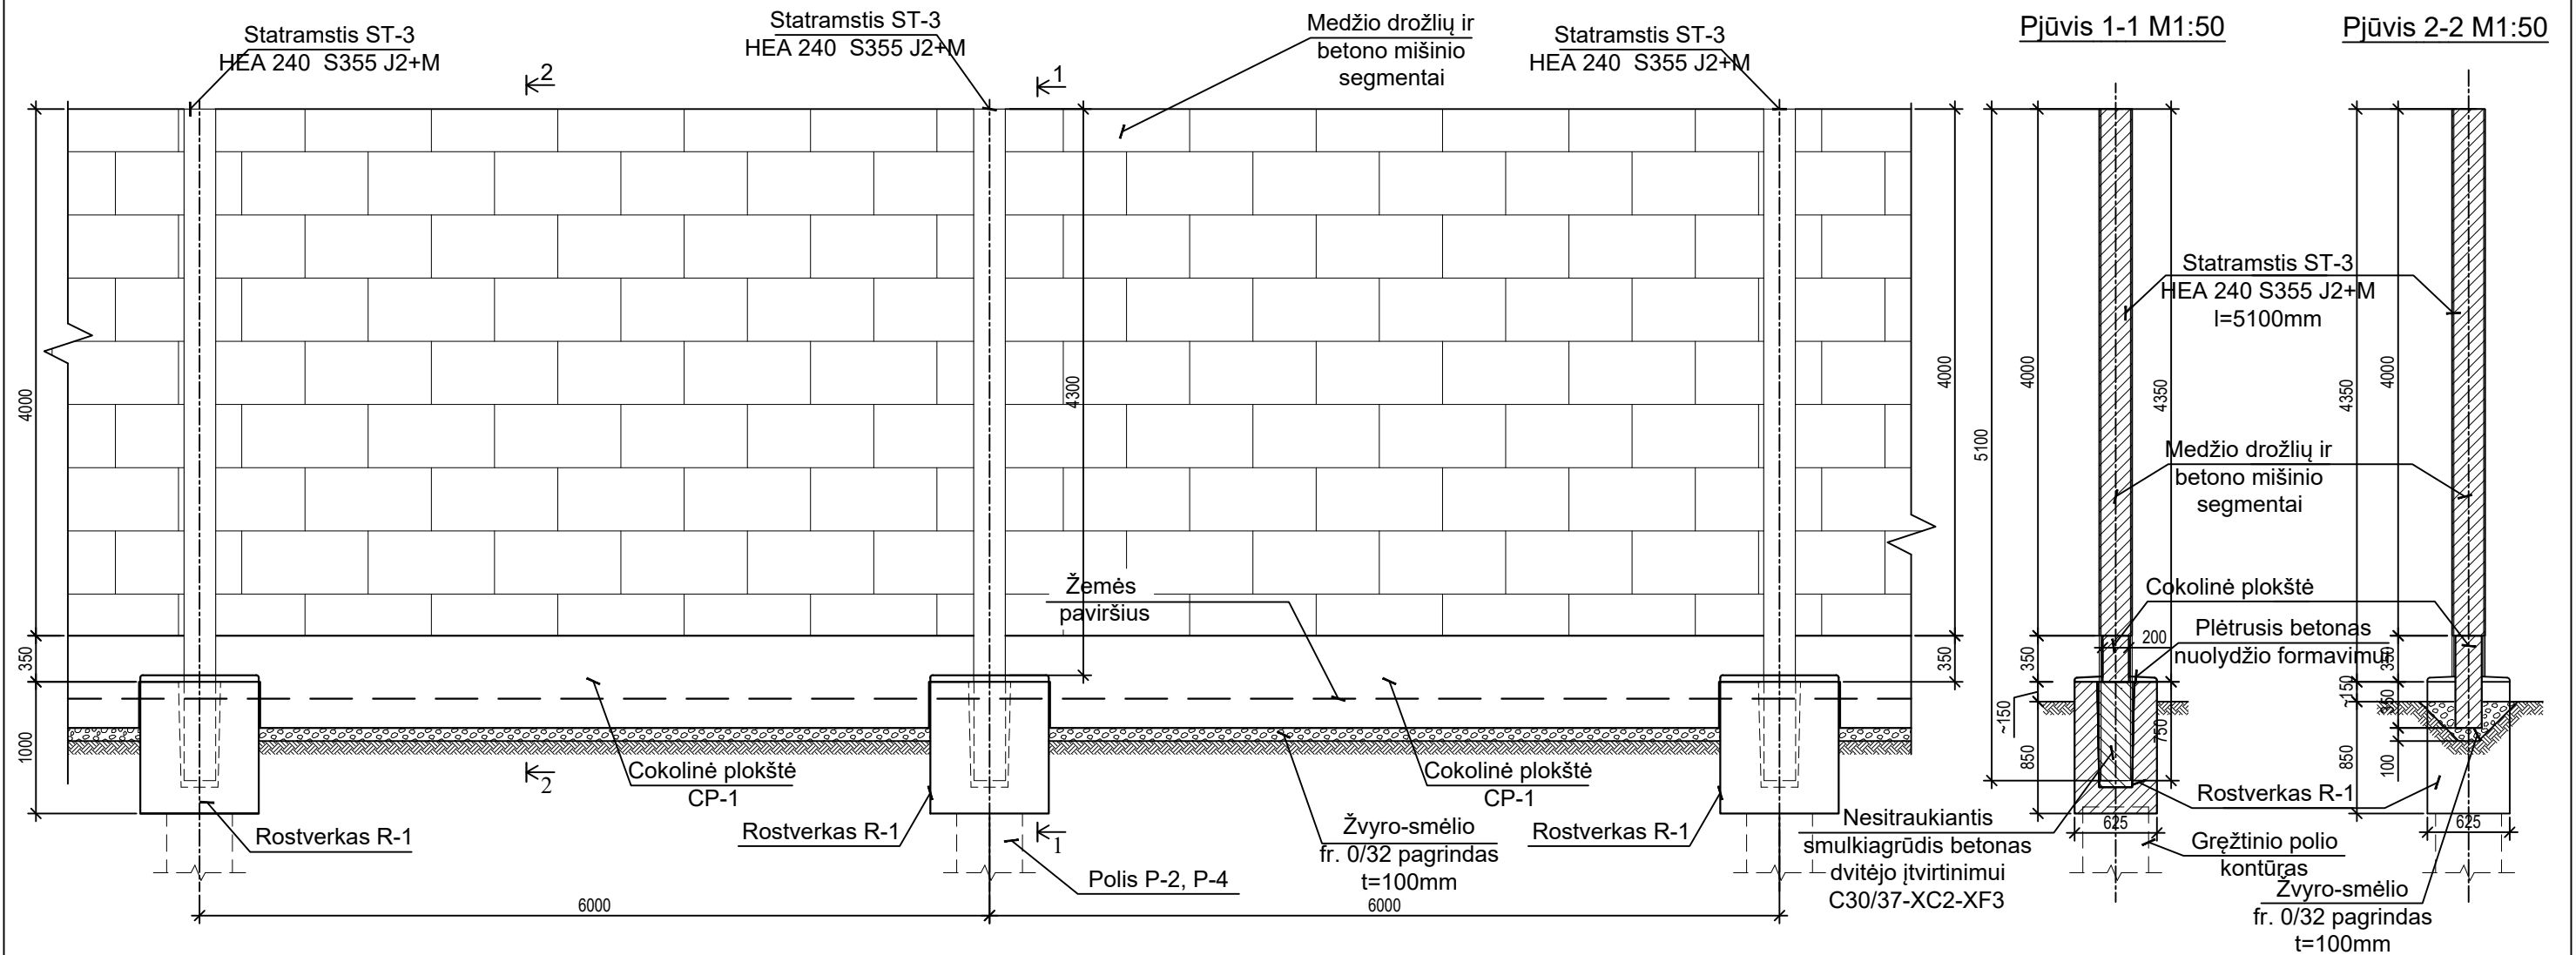 Statramstis ST-3
HEA 240 S355 J2+M
Statramstis ST-3
HEA 240 S355 J2+M
Medžio drožlių ir
betono mišinio
segmentai
Statramstis ST-3
HEA 240 S355 J2+M
Pjūvis 1-1 M1:50
Pjūvis 2-2 M1:50
2
1
4000
350
1000
4300
4000
350
Žemės
paviršius
Cokolinė plokštė
CP-1
Cokolinė plokštė
CP-1
2
1
Rostverkas R-1
Rostverkas R-1
Rostverkas R-1
Polis P-2, P-4
Žvyro-smėlio
fr. 0/32 pagrindas
t=100mm
6000
6000
5100
4000
350
~150
850
4350
750
200
625
Statramstis ST-3
HEA 240 S355 J2+M
l=5100mm
Medžio drožlių ir
betono mišinio
segmentai
Cokolinė plokštė
Plėtrusis betonas
nuolydžio formavimui
Rostverkas R-1
Nesitraukiantis
smulkiagrūdis betonas
dvitėjo įtvirtinimui
C30/37-XC2-XF3
Gręžtinio polio
kontūras
Žvyro-smėlio
fr. 0/32 pagrindas
t=100mm
4350
4000
350
~150
350
850
100
625